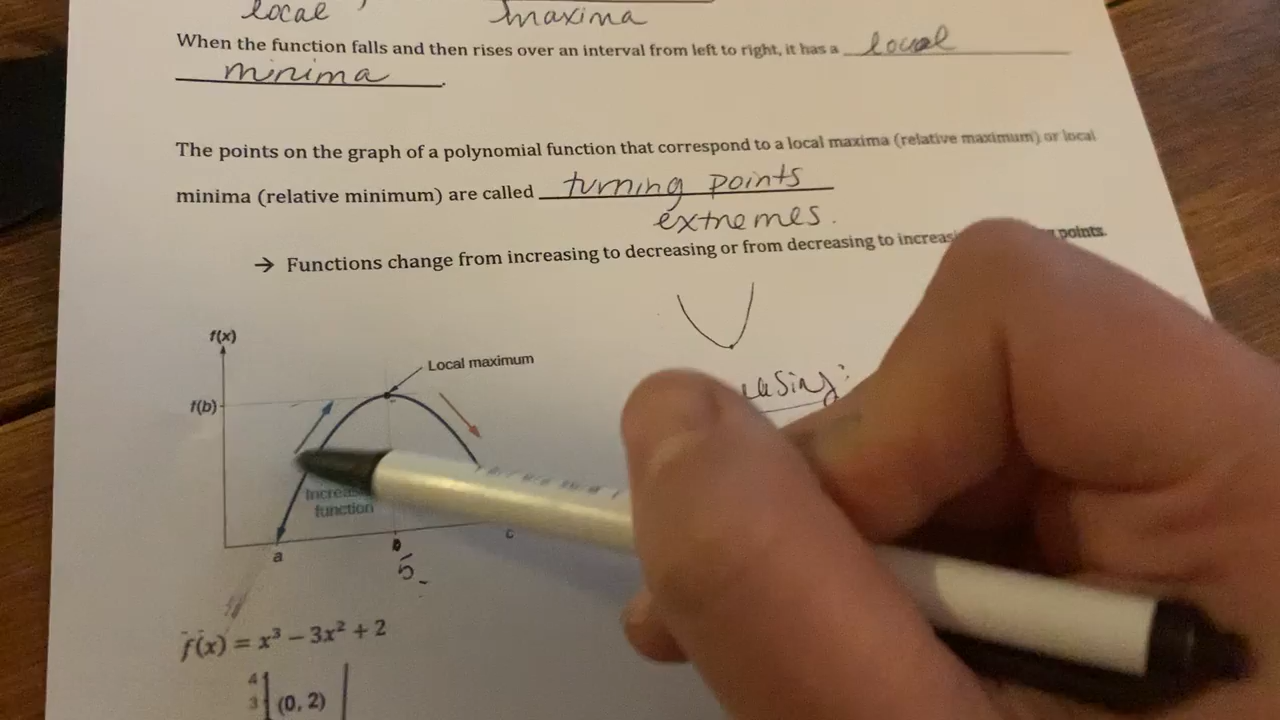 local maxima
When the function falls and then rises over an interval from left to right, it has a local
minima.
The points on the graph of a polynomial function that correspond to a local maxima (relative maximum) or local
minima (relative minimum) are called turning points
extremes.
→ Functions change from increasing to decreasing or from decreasing to points.
f(x)
Local maximum
f(b)
function
a c
5
f(x) = x³ − 3x² + 2
4
3 (0, 2)